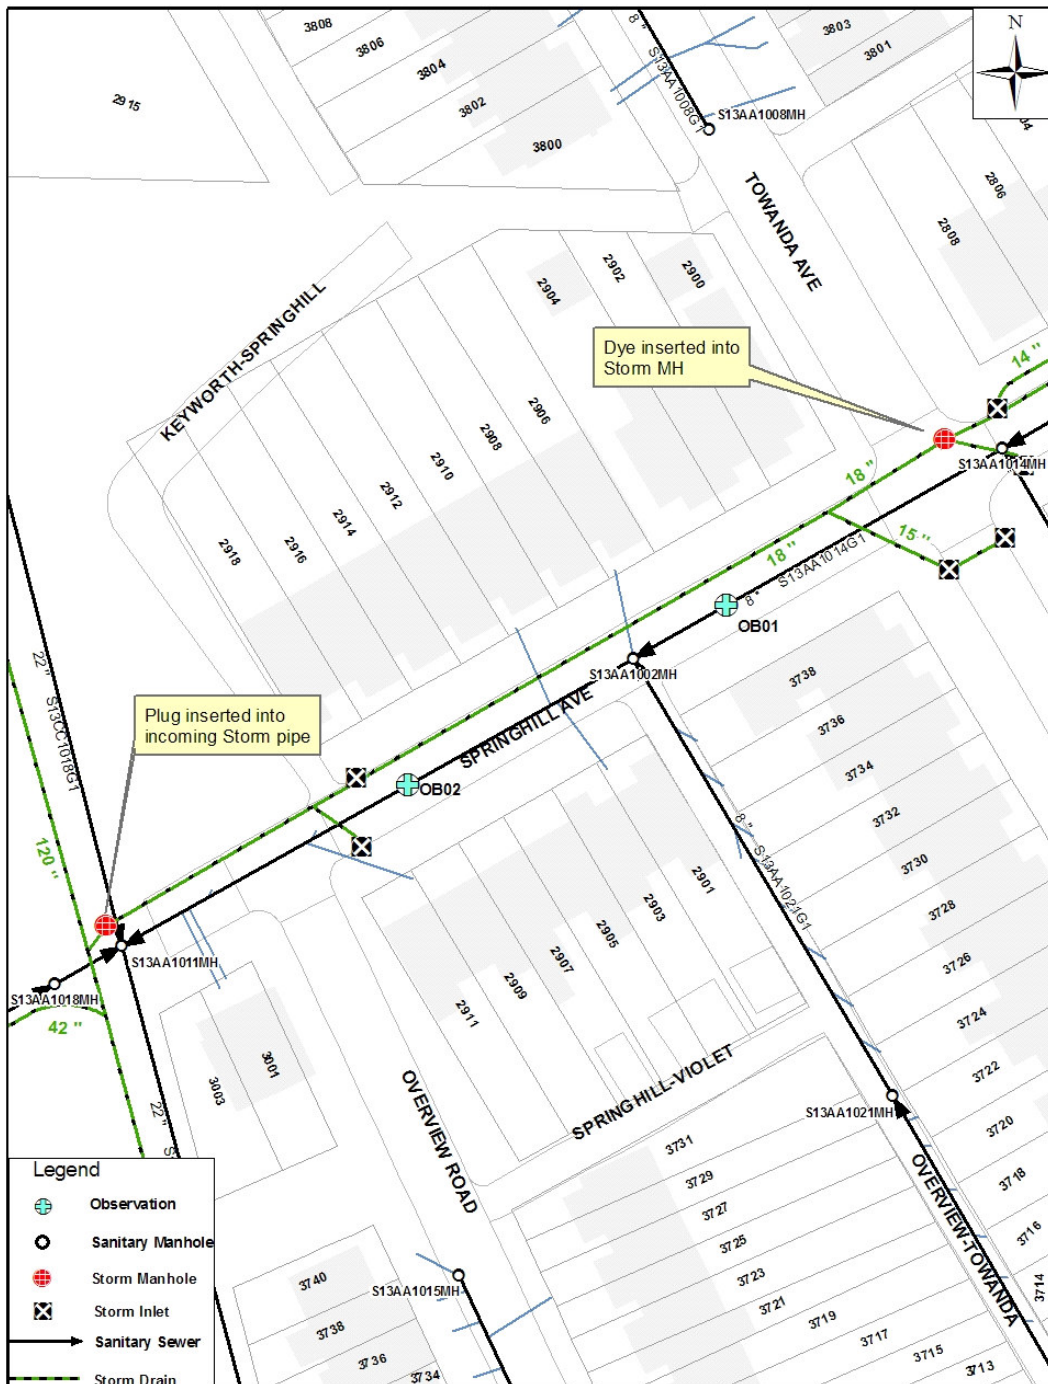 3808
3806
3804
3802
3800
2915
8 "
S13AA1008G1
S13AA1008MH
3803
3801
N
2806
2808
TOWANDA AVE
2900
2902
2904
2906
2908
2910
2912
2914
2916
2918
KEYWORTH-SPRINGHILL
Dye inserted into
Storm MH
14 "
S13AA1014MH
18 "
15 "
18 "
S13AA1014G1
8 "
OB01
S13AA1002MH
SPRINGHILL AVE
OB02
22 "
S13CC1018G1
Plug inserted into
incoming Storm pipe
120 "
S13AA1011MH
S13AA1018MH
42 "
22"
3738
3736
3734
3732
3730
3728
3726
3724
3722
3720
3718
3716
3714
8 "
S13AA1021G1
S13AA1021MH
2901
2903
2905
2907
2909
2911
3001
3003
SPRINGHILL-VIOLET
OVERVIEW ROAD
OVERVIEW-TOWANDA
3731
3729
3727
3725
3723
3721
3719
3717
3715
3713
S13AA1015MH
3740
3738
3736
3734
Legend
Observation
Sanitary Manhole
Storm Manhole
Storm Inlet
Sanitary Sewer
Storm Drain